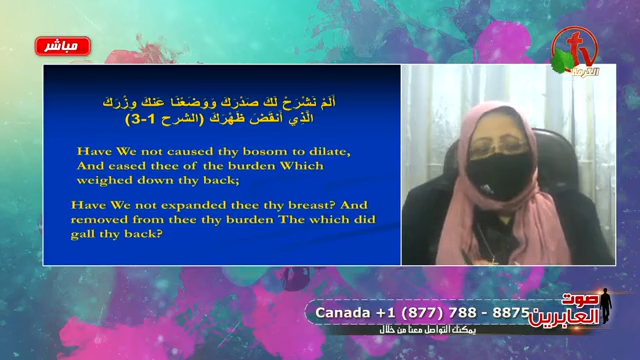 مباشر
tv
الكرمة
أَلَمْ نَشْرَحْ لَكَ صَدْرَكَ وَوَضَعْنَا عَنكَ وِزْرَكَ
الَّذِي أَنقَضَ ظَهْرَكَ (الشرح 1-3)
Have We not caused thy bosom to dilate,
And eased thee of the burden Which
weighed down thy back;
Have We not expanded thee thy breast? And
removed from thee thy burden The which did
gall thy back?
Canada +1 (877) 788 - 8875
يمكنك التواصل معنا من خلال
صوت
العابرين